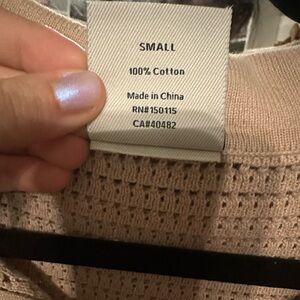 SMALL
100% Cotton
Made in China
RN#150115
CA#40482